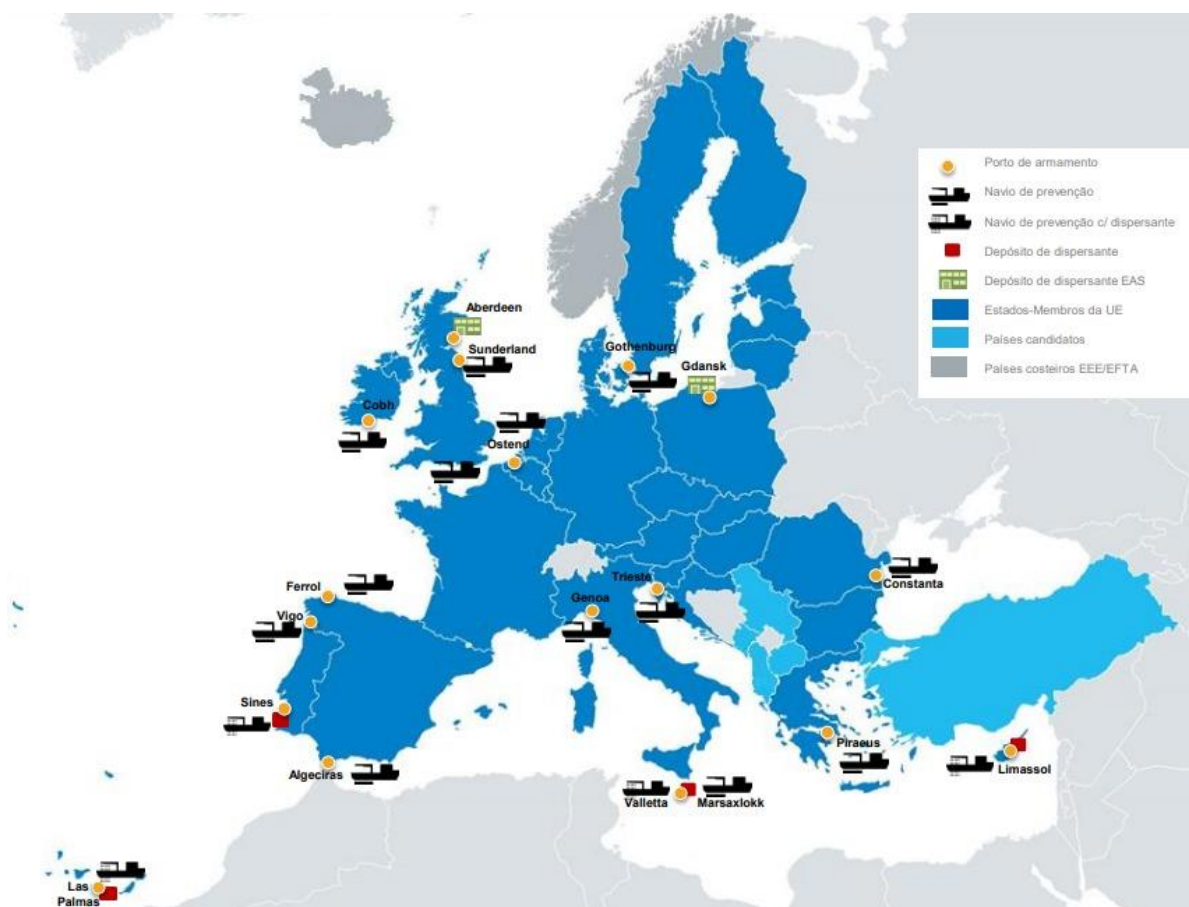 Porto de armamento
Navio de prevenção
Navio de prevenção c/ dispersante
Depósito de dispersante
Depósito de dispersante EAS
Estados-Membros da UE
Países candidatos
Países costeiros EEE/EFTA
Aberdeen
Sunderland
Gothenburg
Gdansk
Cobh
Ostend
Ferrol
Vigo
Trieste
Genoa
Constanta
Sines
Algeciras
Piraeus
Limassol
Valletta
Marsaxlokk
Las
Palmas